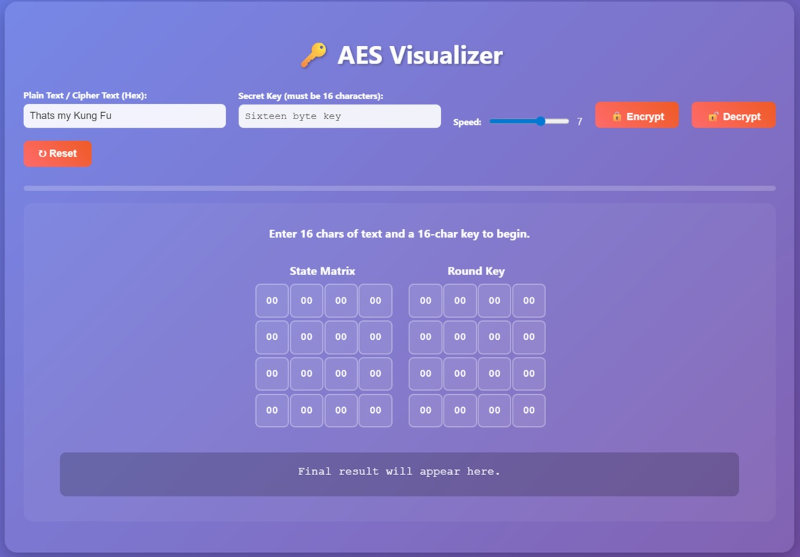 🔑 AES Visualizer
Plain Text / Cipher Text (Hex):
Thats my Kung Fu
Secret Key (must be 16 characters):
Sixteen byte key
Speed: 7
🔒 Encrypt
🔓 Decrypt
↻ Reset
Enter 16 chars of text and a 16-char key to begin.
State Matrix
00 00 00 00
00 00 00 00
00 00 00 00
00 00 00 00
Round Key
00 00 00 00
00 00 00 00
00 00 00 00
00 00 00 00
Final result will appear here.